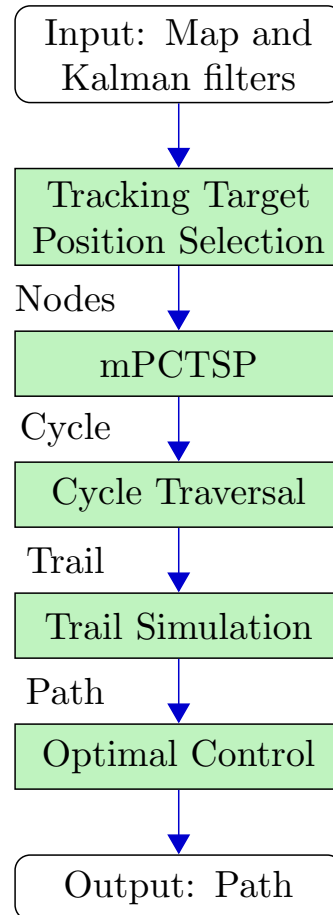 Input: Map and
Kalman filters
Tracking Target
Position Selection
Nodes
mPCTSP
Cycle
Cycle Traversal
Trail
Trail Simulation
Path
Optimal Control
Output: Path